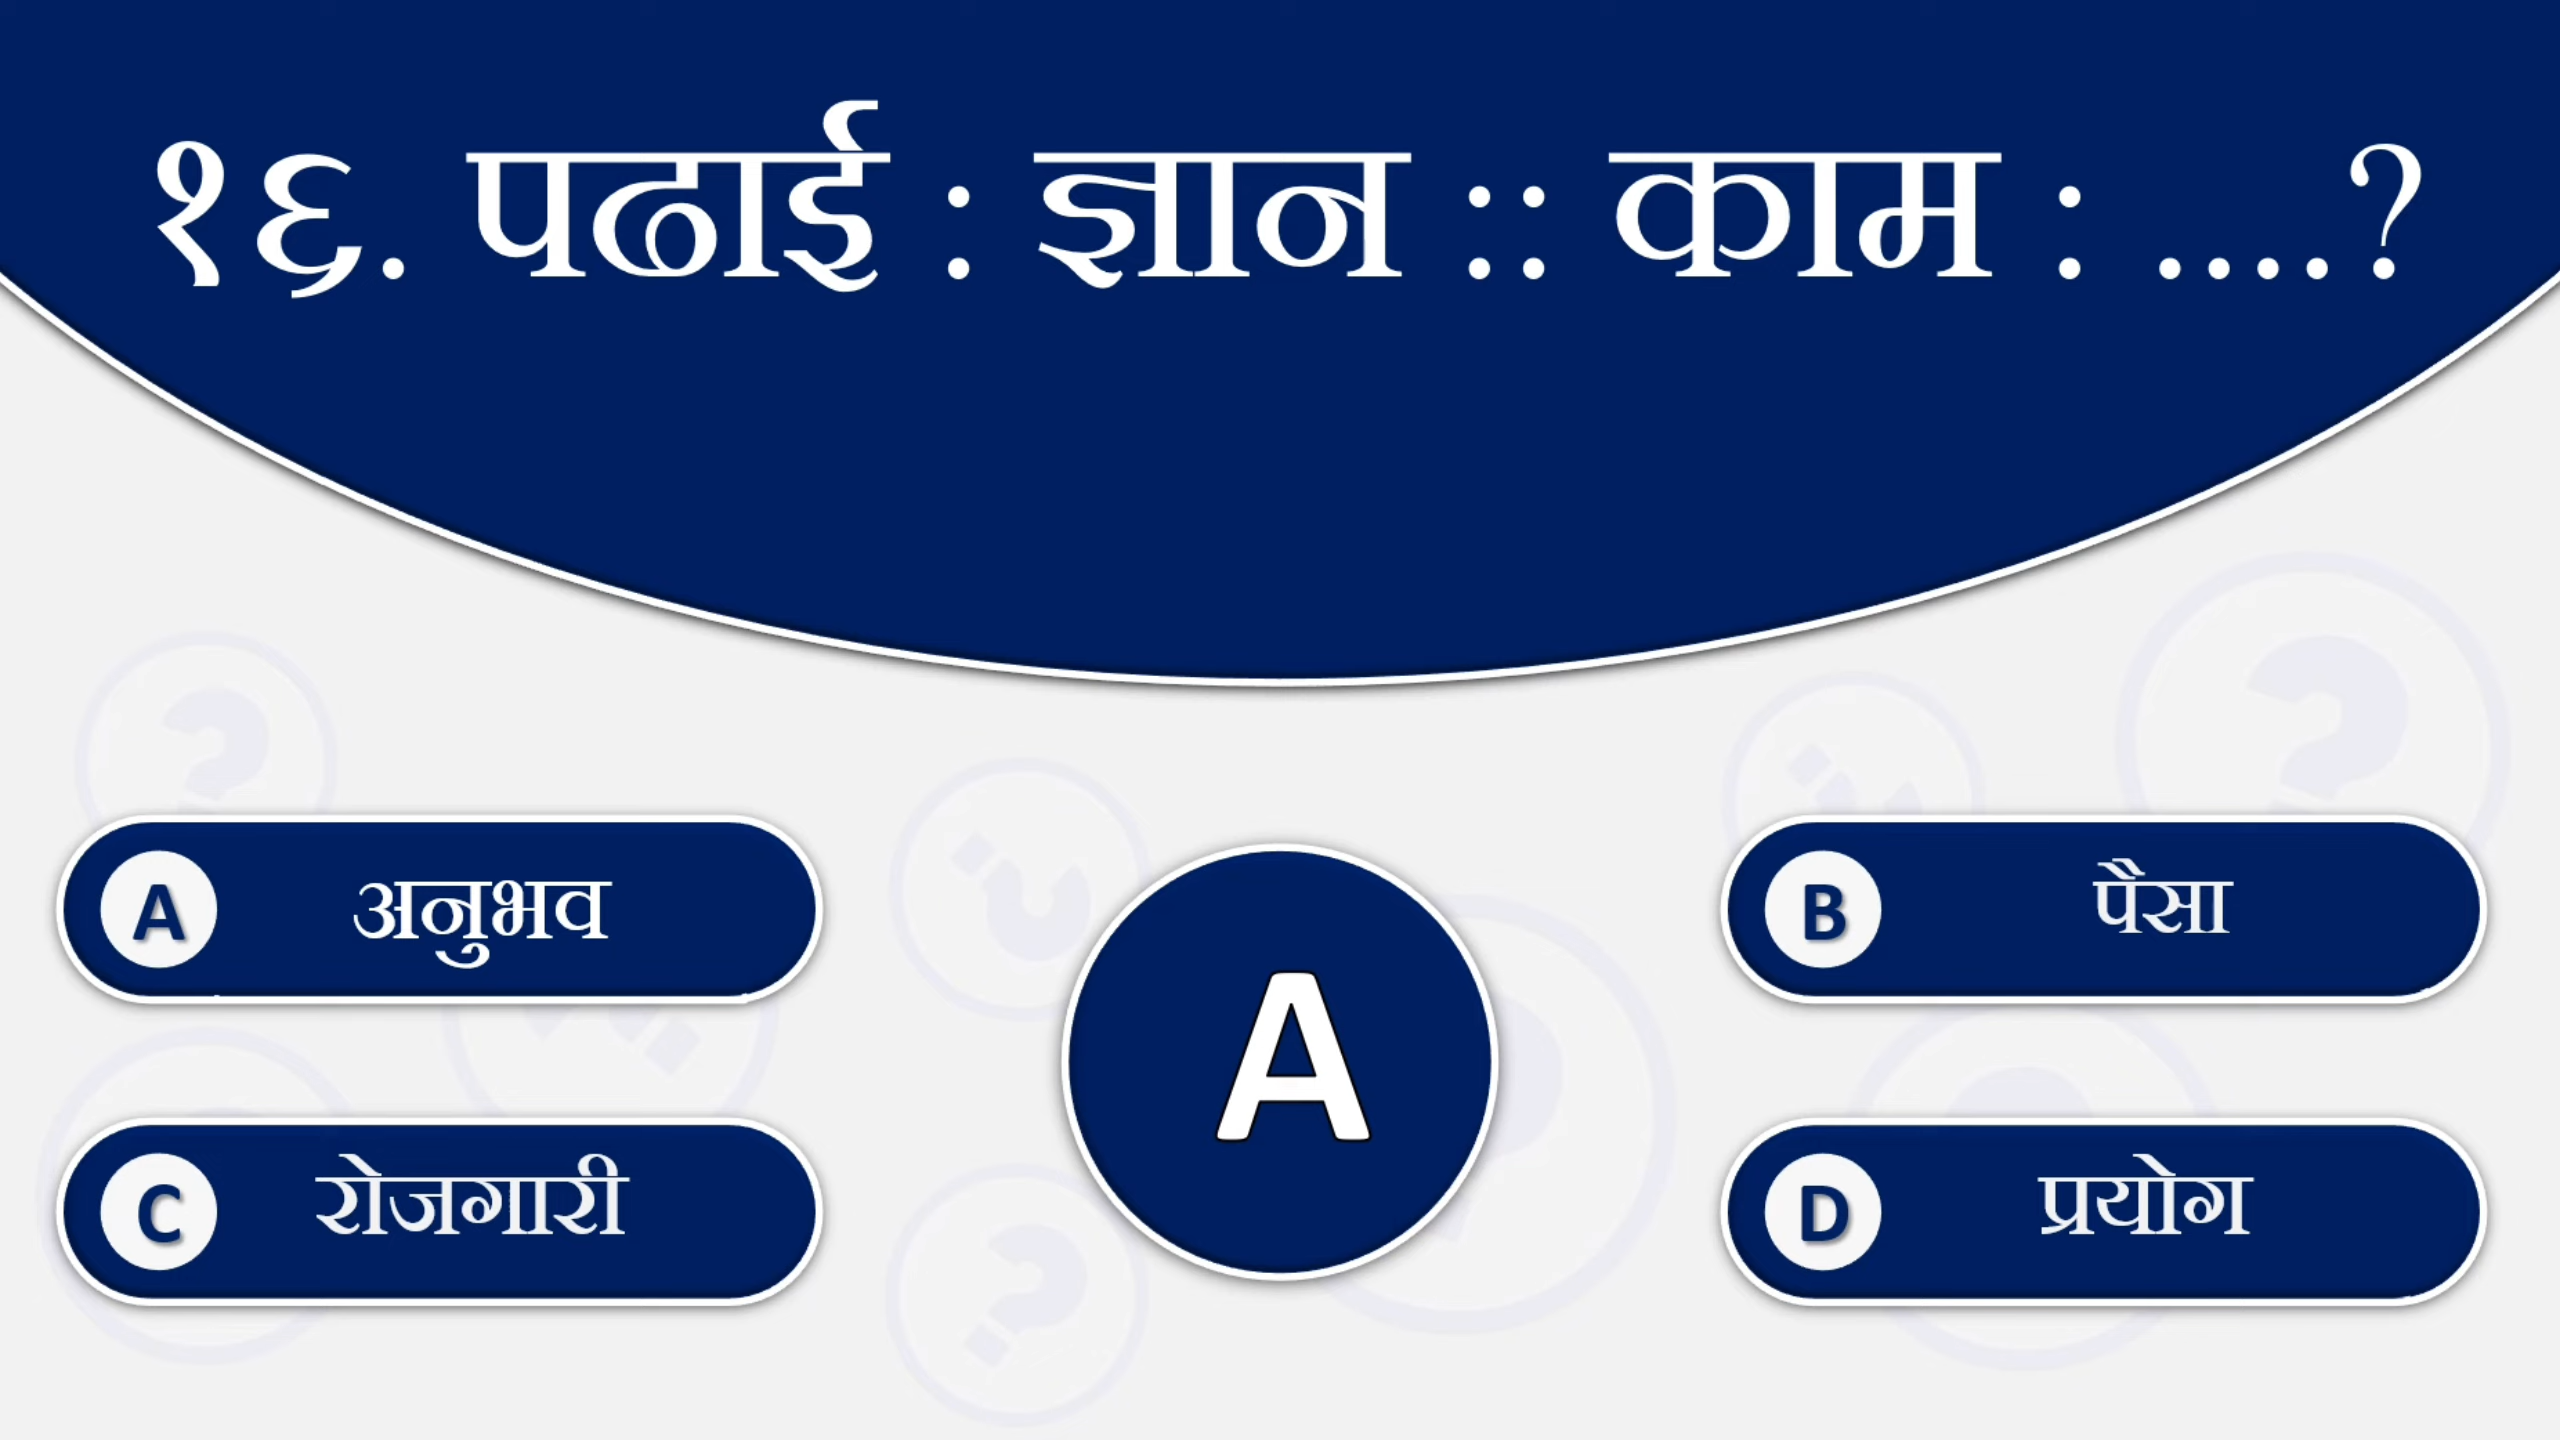 १६. पढाई : ज्ञान :: काम : ....?
A अनुभव
B पैसा
A
C रोजगारी
D प्रयोग